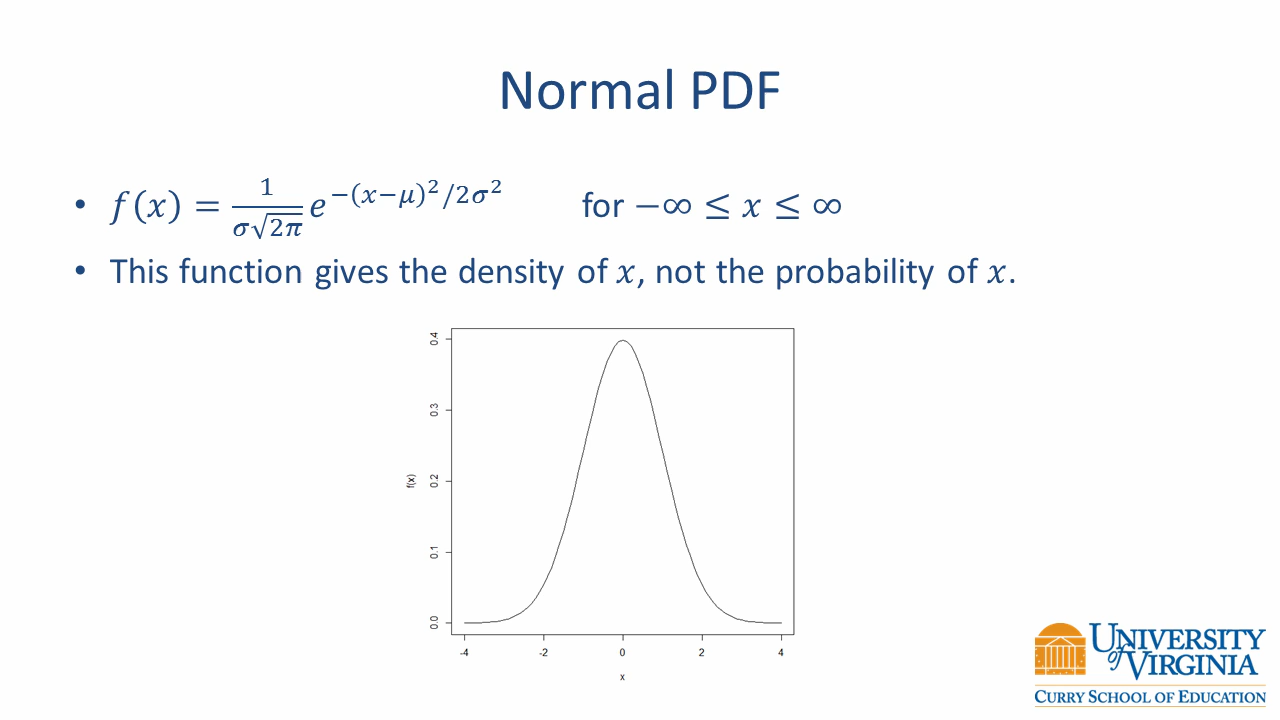 Normal PDF
• 𝑓(𝑥) = 1/(𝜎√2𝜋) 𝑒^(−(𝑥−𝜇)²/2𝜎²) for −∞ ≤ 𝑥 ≤ ∞
• This function gives the density of 𝑥, not the probability of 𝑥.
0.4
0.3
0.2
0.1
0.0
f(x)
-4 -2 0 2 4
x
UNIVERSITY
of VIRGINIA
CURRY SCHOOL OF EDUCATION